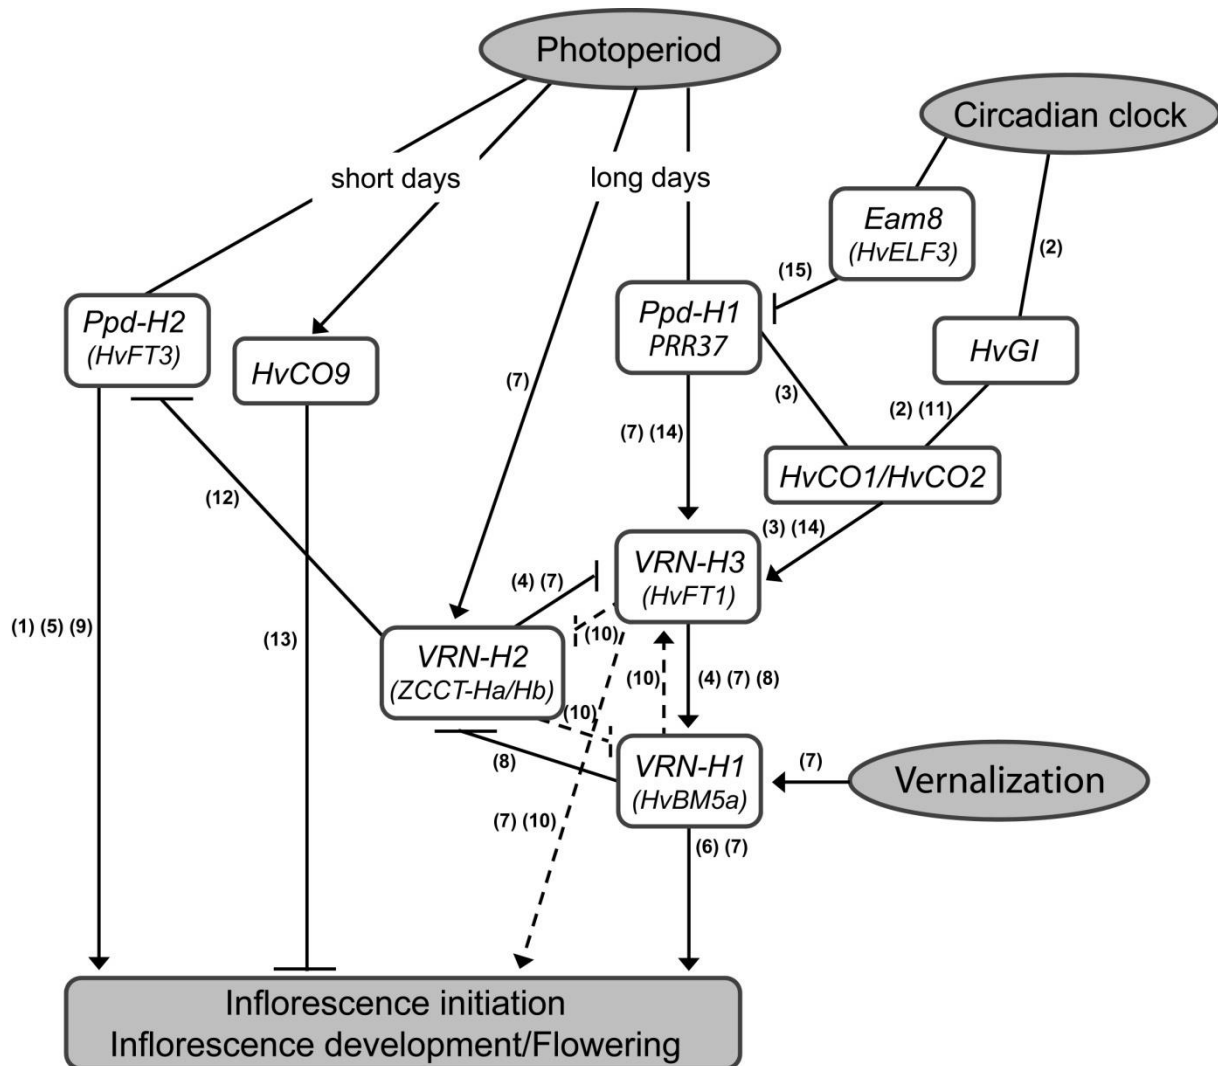 Photoperiod
Circadian clock
short days
long days
Eam8
(HvELF3)
(2)
(15)
Ppd-H2
(HvFT3)
HvCO9
Ppd-H1
PRR37
HvGI
(7)
(3)
(2) (11)
(7) (14)
HvCO1/HvCO2
(12)
(3) (14)
VRN-H3
(HvFT1)
(4) (7)
(1) (5) (9)
(13)
(10)
VRN-H2
(ZCCT-Ha/Hb)
(10)
(4) (7) (8)
(10)
(8)
VRN-H1
(HvBM5a)
(7)
Vernalization
(7) (10)
(6) (7)
Inflorescence initiation
Inflorescence development/Flowering